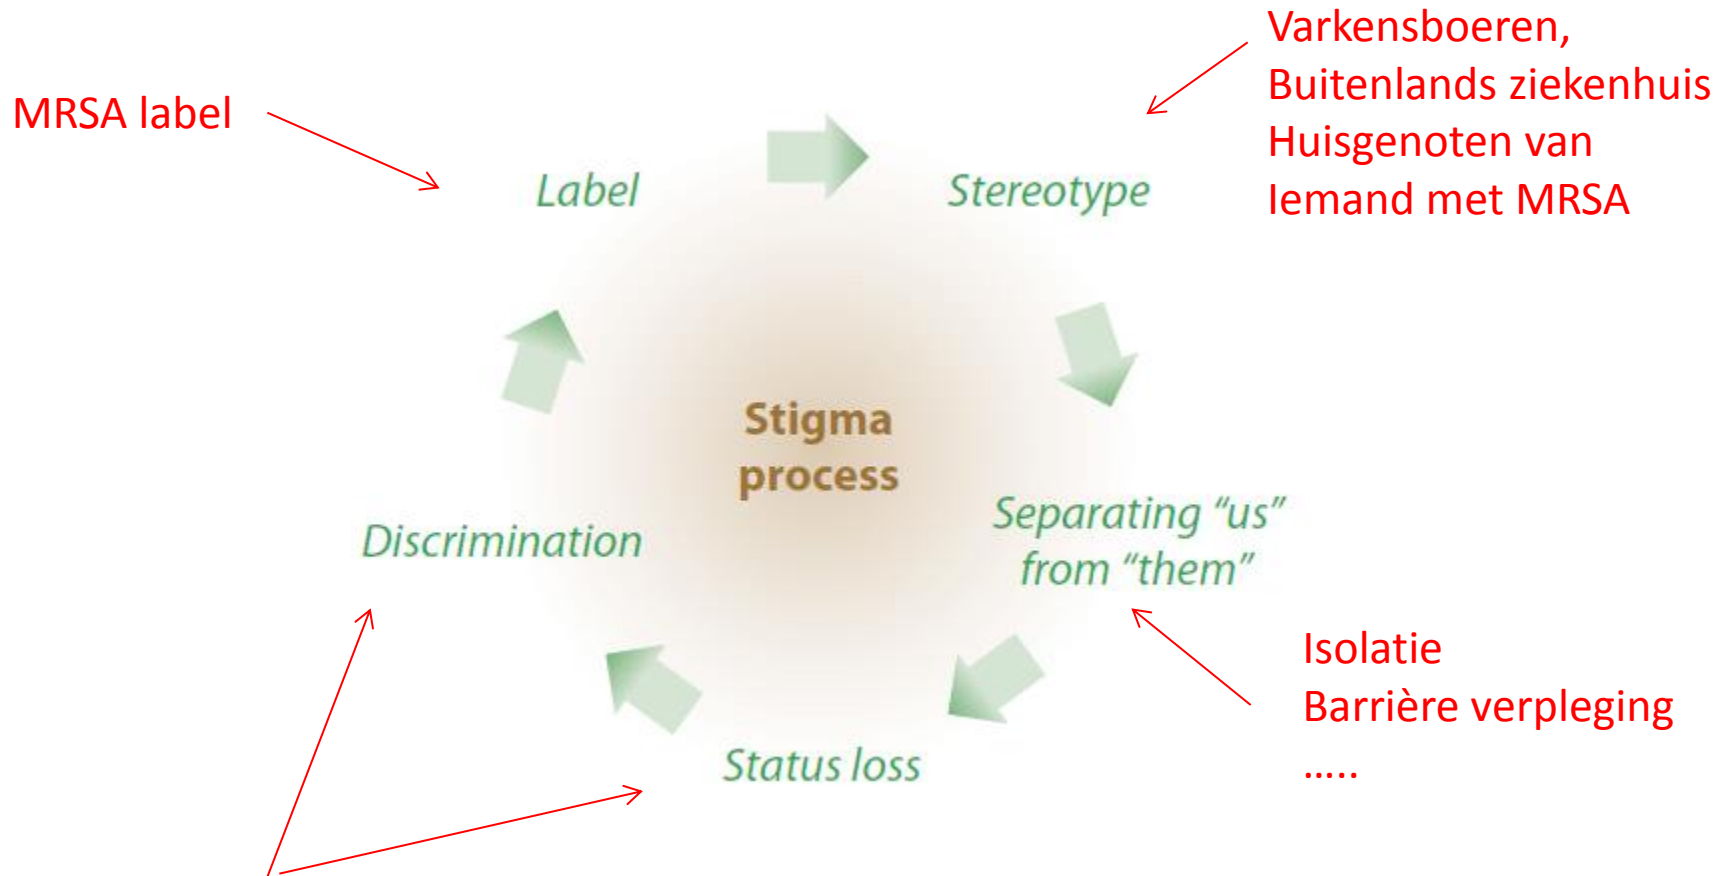 Varkensboeren,
Buitenlands ziekenhuis
Huisgenoten van
Iemand met MRSA
MRSA label
Label
Stereotype
Stigma
process
Separating “us”
from “them”
Discrimination
Isolatie
Barrière verpleging
.....
Status loss